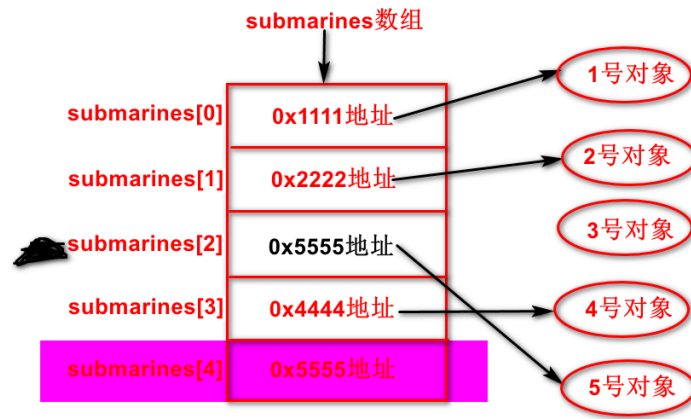 submarines数组
submarines[0] 0x1111地址 1号对象
submarines[1] 0x2222地址 2号对象
submarines[2] 0x5555地址 3号对象
submarines[3] 0x4444地址 4号对象
submarines[4] 0x5555地址 5号对象